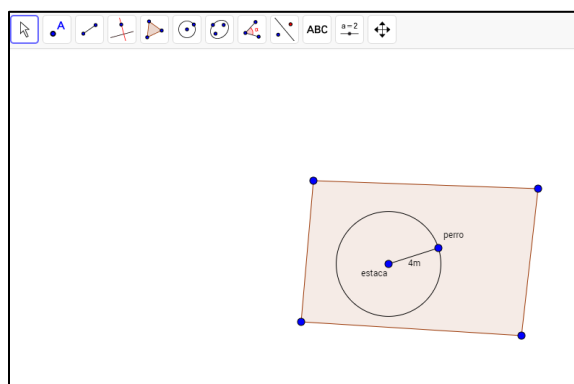 A
α
ABC
a=2
perro
4m
estaca